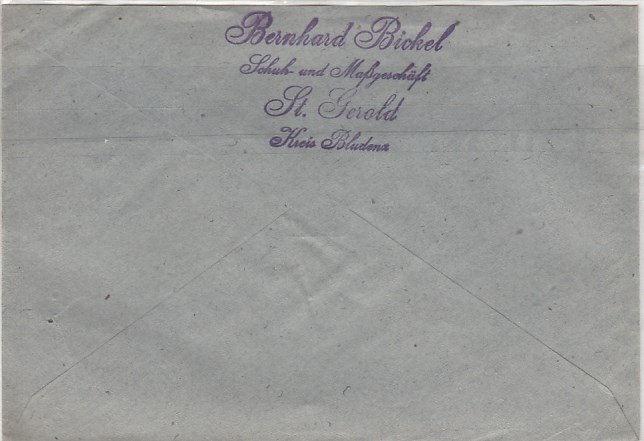 Bernhard Bickel
Schuh- und Maßgeschäft
St. Gerold
Kreis Bludenz